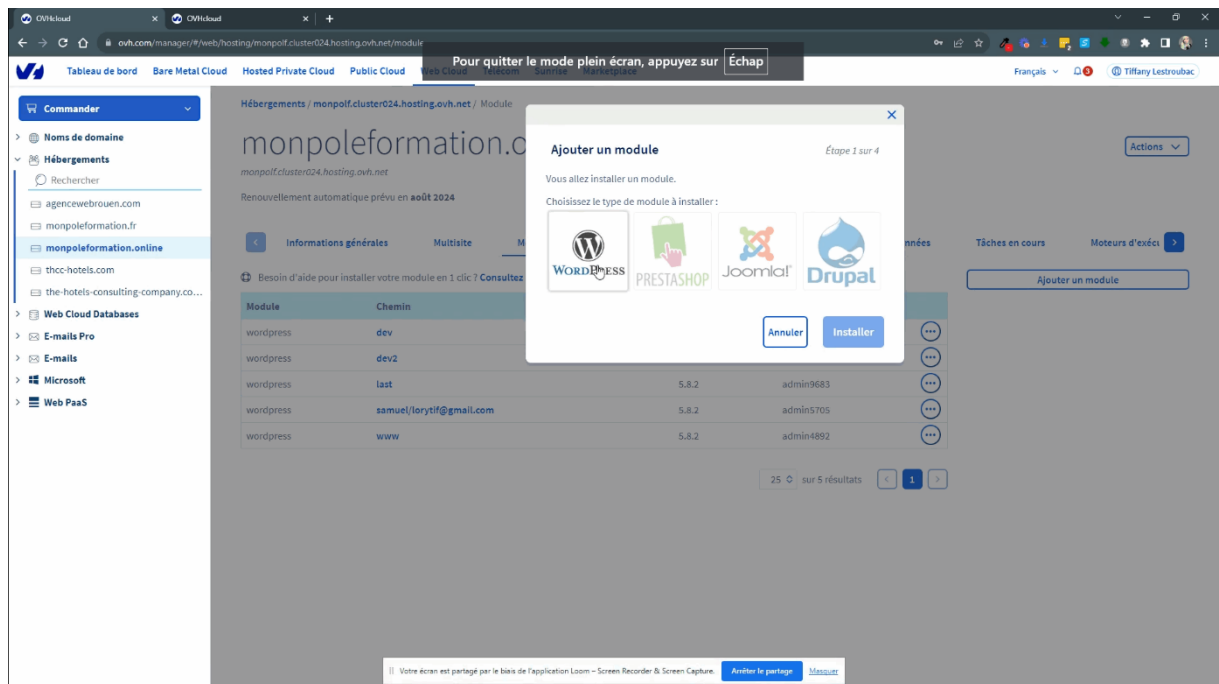 OVHcloud
OVHcloud
ovh.com/manager/#/web/hosting/monpolf.cluster024.hosting.ovh.net/module
Pour quitter le mode plein écran, appuyez sur Échap
Tableau de bord Bare Metal Cloud Hosted Private Cloud Public Cloud Web Cloud Télécom Sunrise Marketplace Français 3 Tiffany Lestroubac
Commander
Noms de domaine
Hébergements
Rechercher
agencewebrouen.com
monpoleformation.fr
monpoleformation.online
thcc-hotels.com
the-hotels-consulting-company.co...
Web Cloud Databases
E-mails Pro
E-mails
Microsoft
Web PaaS
Hébergements / monpolf.cluster024.hosting.ovh.net / Module
monpoleformation.o
monpolf.cluster024.hosting.ovh.net
Renouvellement automatique prévu en août 2024
Actions
Informations générales Multisite M nnées Tâches en cours Moteurs d'exécu
Besoin d'aide pour installer votre module en 1 clic ? Consultez
Ajouter un module
Module Chemin
wordpress dev
wordpress dev2
wordpress last 5.8.2 admin9683
wordpress samuel/lorytif@gmail.com 5.8.2 admin5705
wordpress www 5.8.2 admin4892
25 sur 5 résultats 1
Ajouter un module Étape 1 sur 4
Vous allez installer un module.
Choisissez le type de module à installer :
WORDPRESS PRESTASHOP Joomla! Drupal
Annuler Installer
Votre écran est partagé par le biais de l'application Loom – Screen Recorder & Screen Capture. Arrêter le partage Masquer